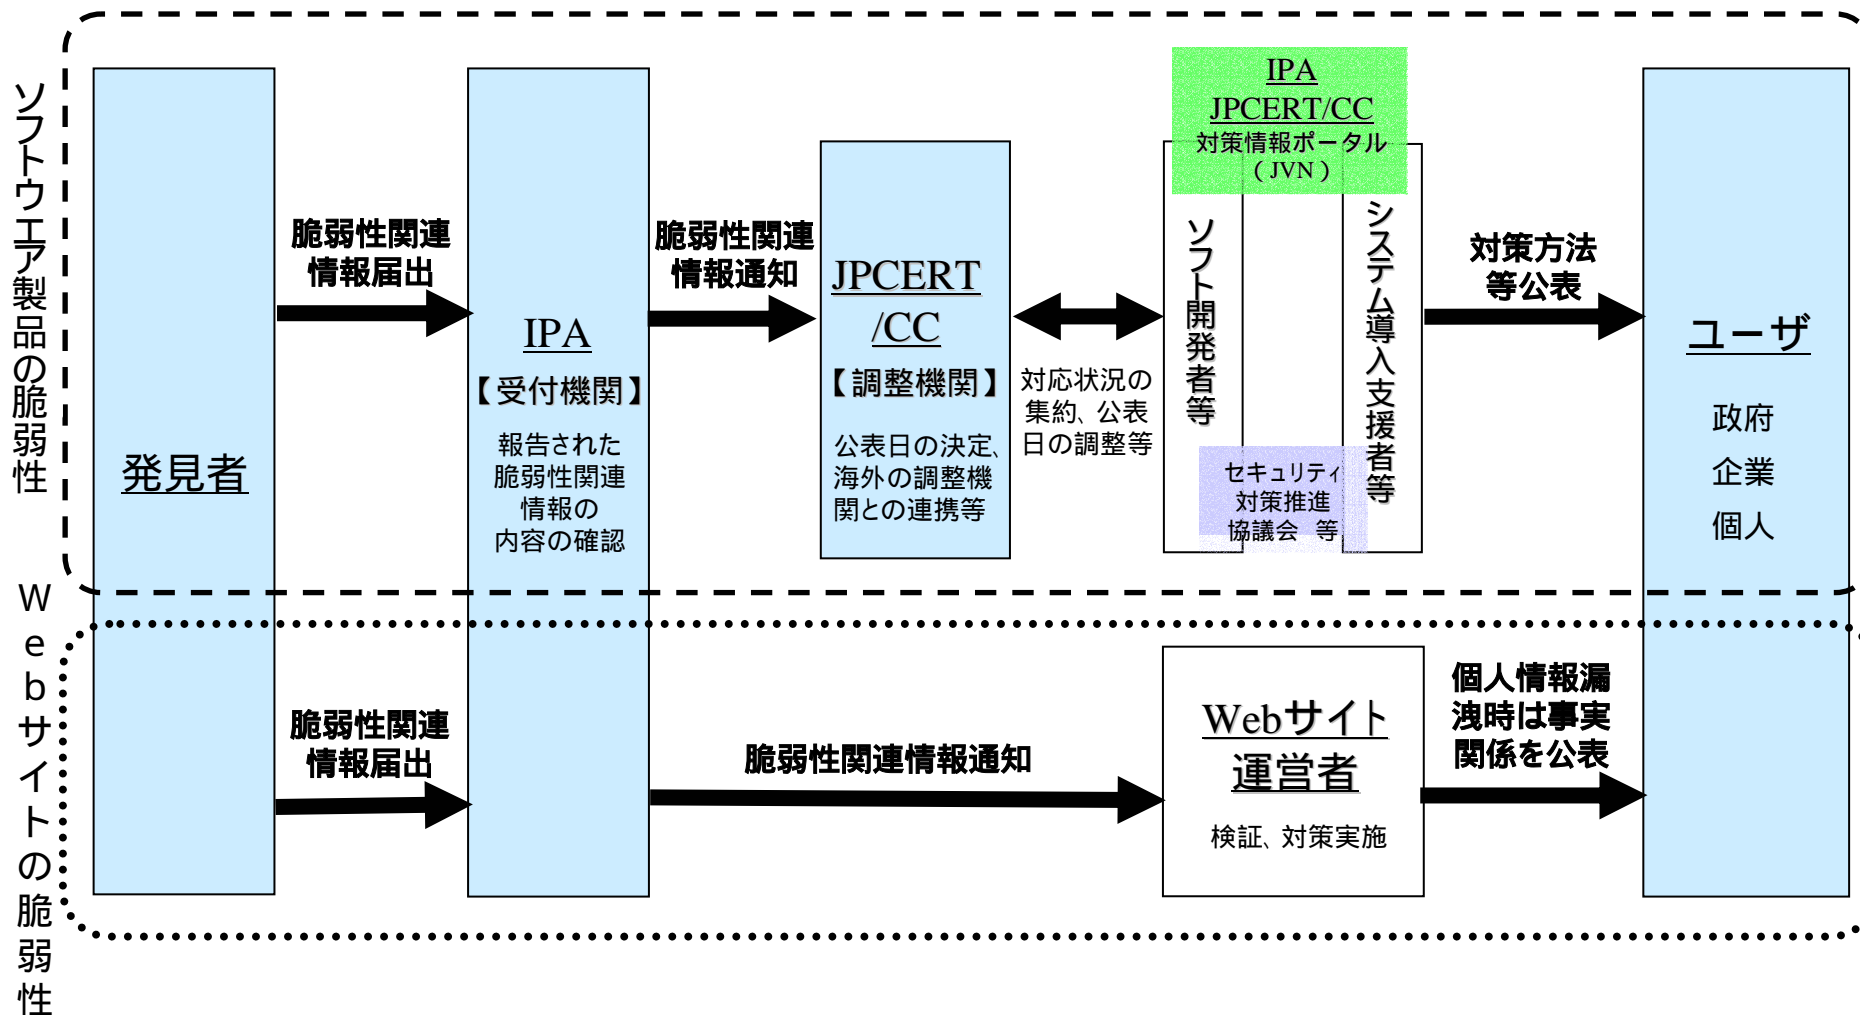 ソフトウエア製品の脆弱性
発見者
脆弱性関連
情報届出
IPA
【受付機関】
報告された
脆弱性関連
情報の
内容の確認
脆弱性関連
情報通知
JPCERT
/CC
【調整機関】
公表日の決定、
海外の調整機
関との連携等
対応状況の
集約、公表
日の調整等
IPA
JPCERT/CC
対策情報ポータル
（JVN）
ソフト開発者等
システム導入支援者等
セキュリティ
対策推進
協議会 等
対策方法
等公表
ユーザ
政府
企業
個人
Webサイトの脆弱性
脆弱性関連
情報届出
脆弱性関連情報通知
Webサイト
運営者
検証、対策実施
個人情報漏
洩時は事実
関係を公表